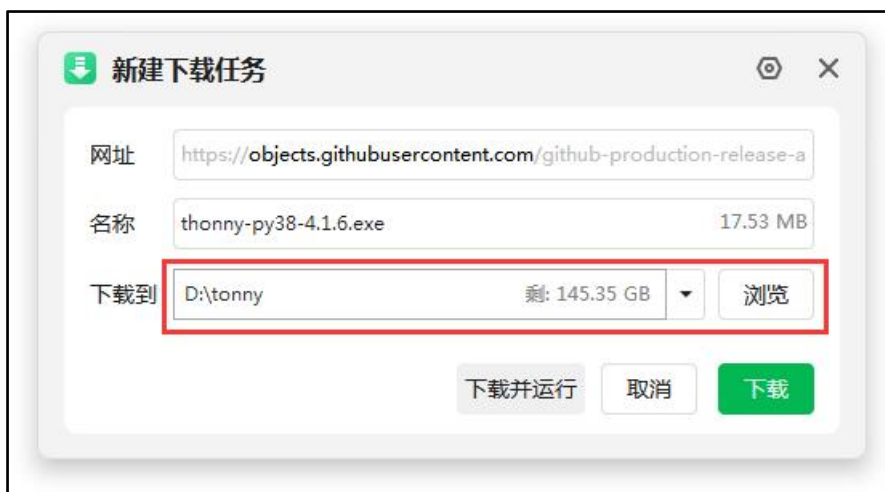 新建下载任务
网址 https://objects.githubusercontent.com/github-production-release-a
名称 thonny-py38-4.1.6.exe 17.53 MB
下载到 D:\tonny 剩: 145.35 GB 浏览
下载并运行 取消 下载